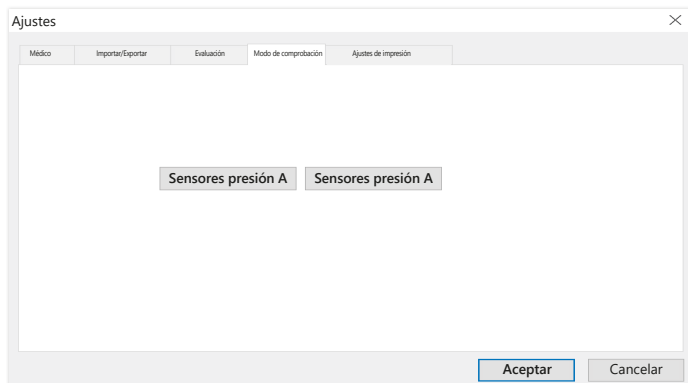 Ajustes
Médico Importar/Exportar Evaluación Modo de comprobación Ajustes de impresión
Sensores presión A Sensores presión A
Aceptar Cancelar